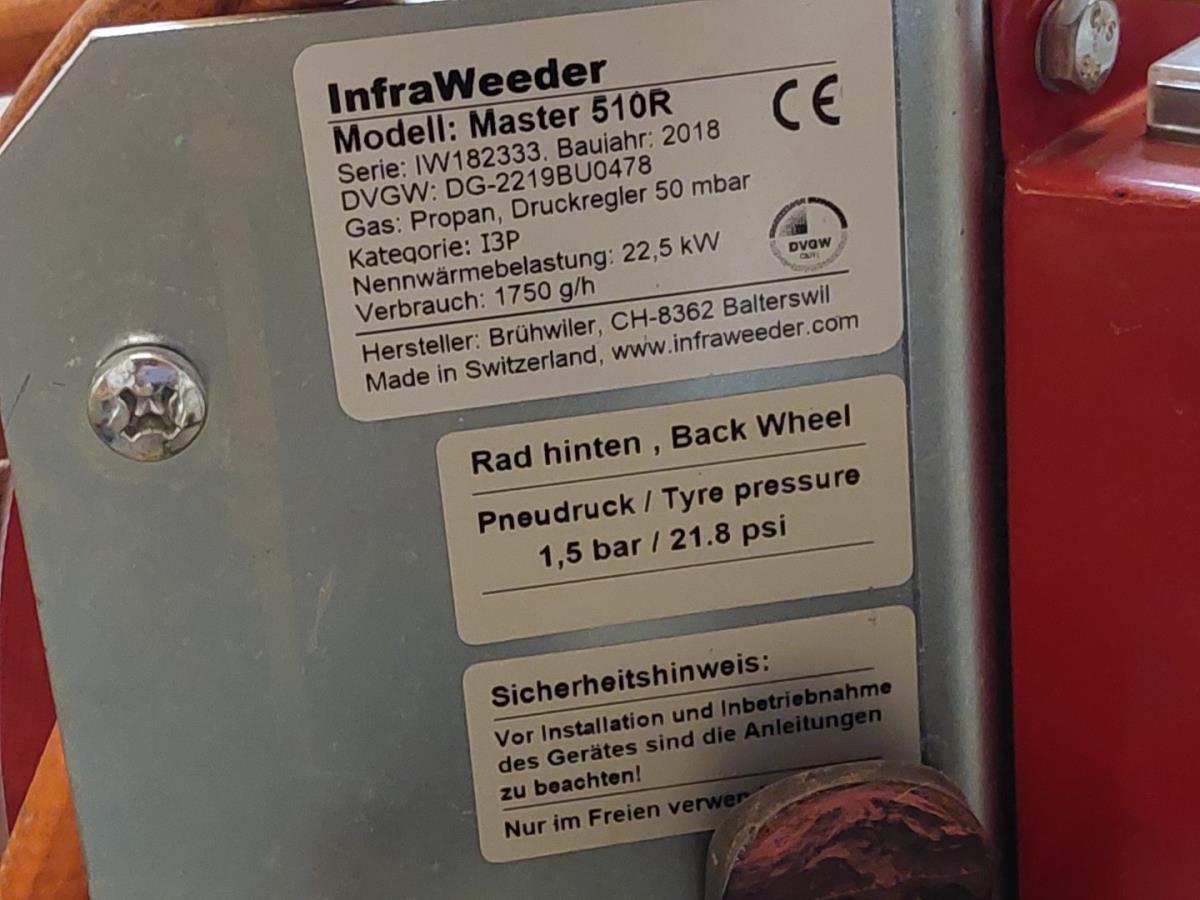 InfraWeeder
Modell: Master 510R
CE
Serie: IW182333. Baujahr: 2018
DVGW: DG-2219BU0478
Gas: Propan, Druckregler 50 mbar
Kategorie: I3P
Nennwärmebelastung: 22,5 kW
DVGW
Verbrauch: 1750 g/h
Hersteller: Brühwiler, CH-8362 Balterswil
Made in Switzerland, www.infraweeder.com
Rad hinten , Back Wheel
Pneudruck / Tyre pressure
1,5 bar / 21.8 psi
Sicherheitshinweis:
Vor Installation und Inbetriebnahme
des Gerätes sind die Anleitungen
zu beachten!
Nur im Freien